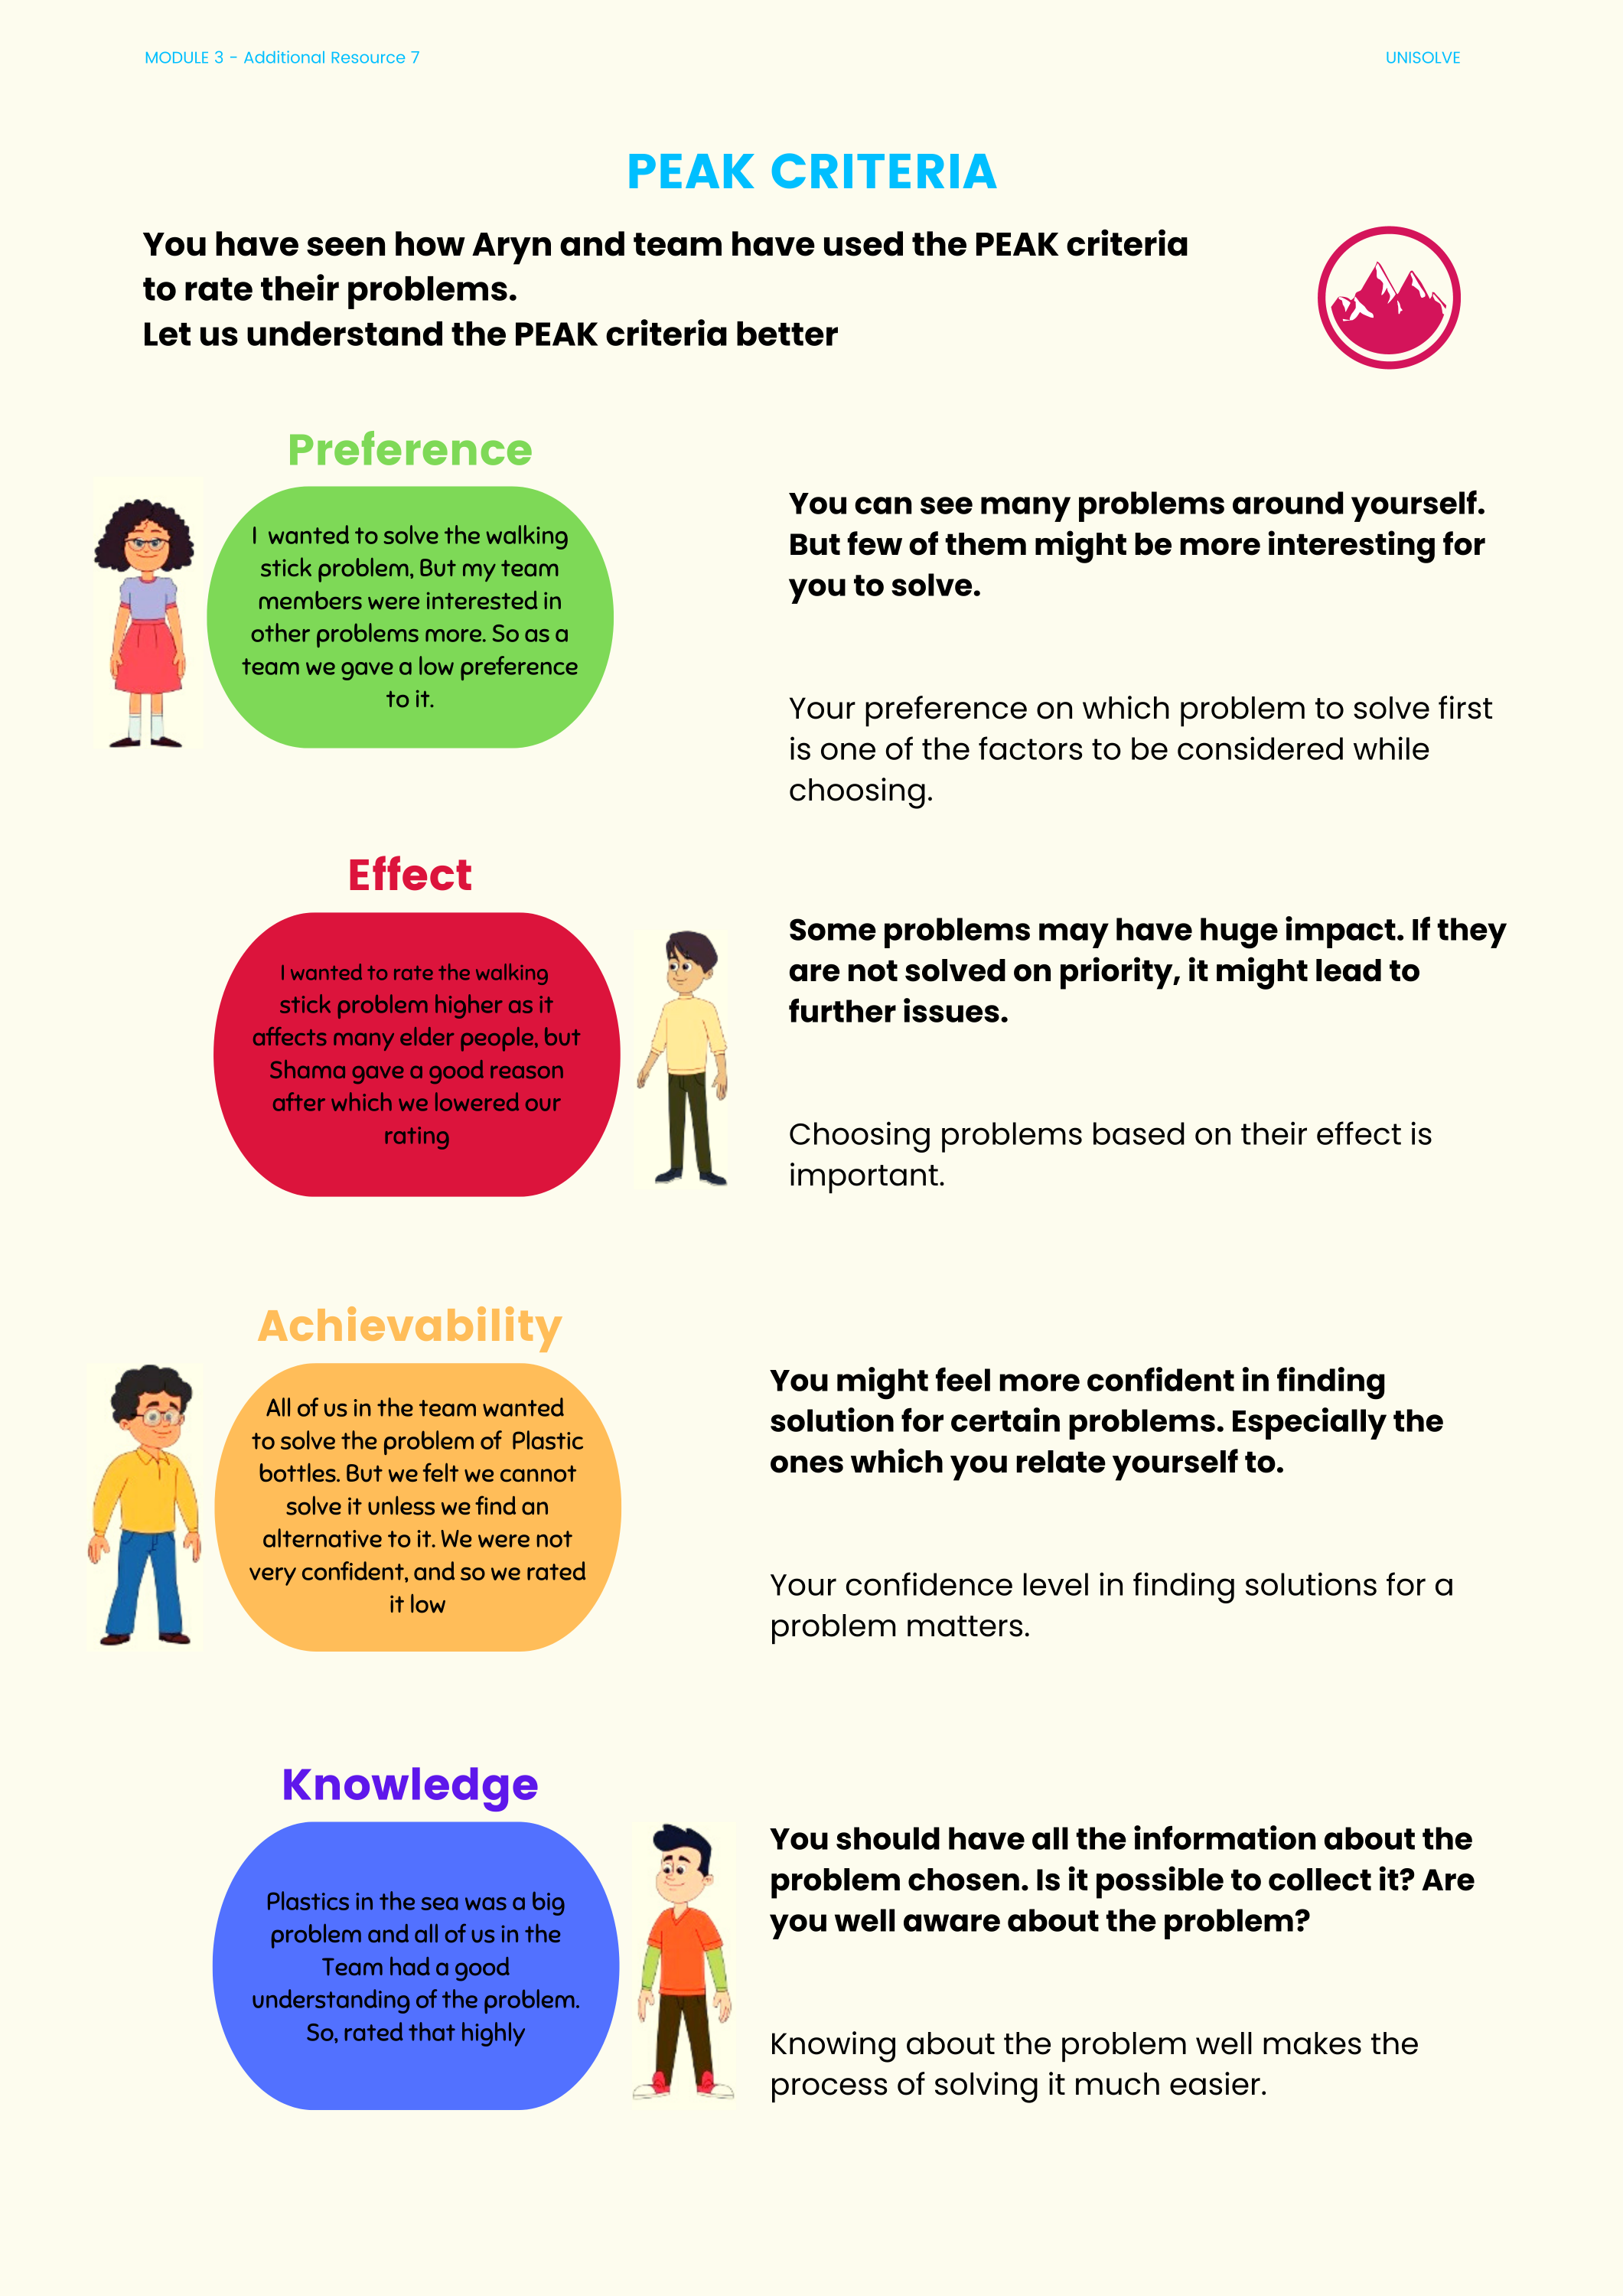 MODULE 3 - Additional Resource 7
UNISOLVE
PEAK CRITERIA
You have seen how Aryn and team have used the PEAK criteria
to rate their problems.
Let us understand the PEAK criteria better
Preference
I wanted to solve the walking
stick problem, But my team
members were interested in
other problems more. So as a
team we gave a low preference
to it.
You can see many problems around yourself.
But few of them might be more interesting for
you to solve.
Your preference on which problem to solve first
is one of the factors to be considered while
choosing.
Effect
I wanted to rate the walking
stick problem higher as it
affects many elder people, but
Shama gave a good reason
after which we lowered our
rating
Some problems may have huge impact. If they
are not solved on priority, it might lead to
further issues.
Choosing problems based on their effect is
important.
Achievability
All of us in the team wanted
to solve the problem of Plastic
bottles. But we felt we cannot
solve it unless we find an
alternative to it. We were not
very confident, and so we rated
it low
You might feel more confident in finding
solution for certain problems. Especially the
ones which you relate yourself to.
Your confidence level in finding solutions for a
problem matters.
Knowledge
Plastics in the sea was a big
problem and all of us in the
Team had a good
understanding of the problem.
So, rated that highly
You should have all the information about the
problem chosen. Is it possible to collect it? Are
you well aware about the problem?
Knowing about the problem well makes the
process of solving it much easier.